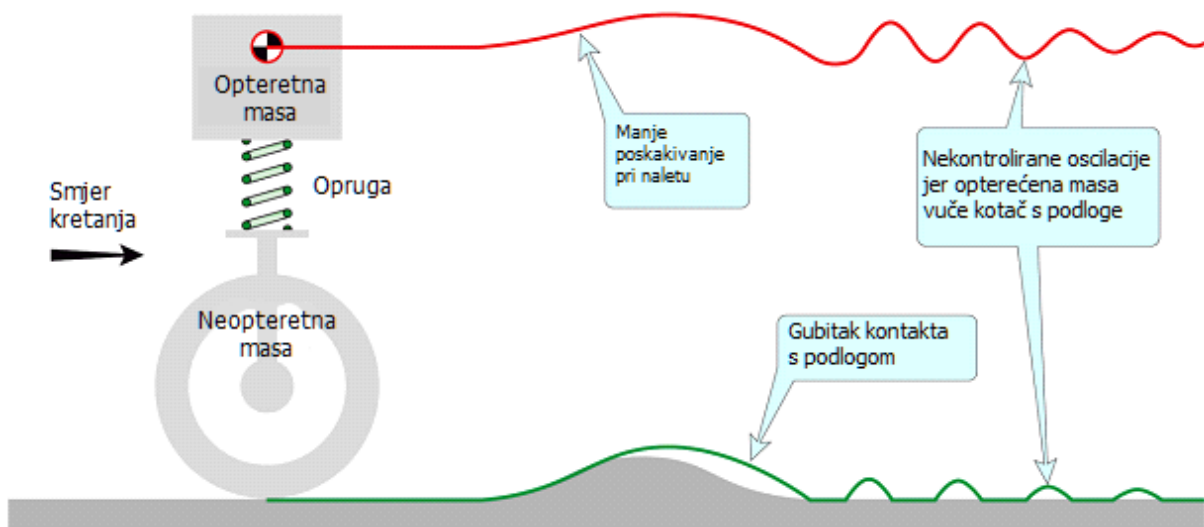 Opteretna
masa
Opruga
Smjer
kretanja
Neopteretna
masa
Manje
poskakivanje
pri naletu
Nekontrolirane oscilacije
jer opterećena masa
vuče kotač s podloge
Gubitak kontakta
s podlogom